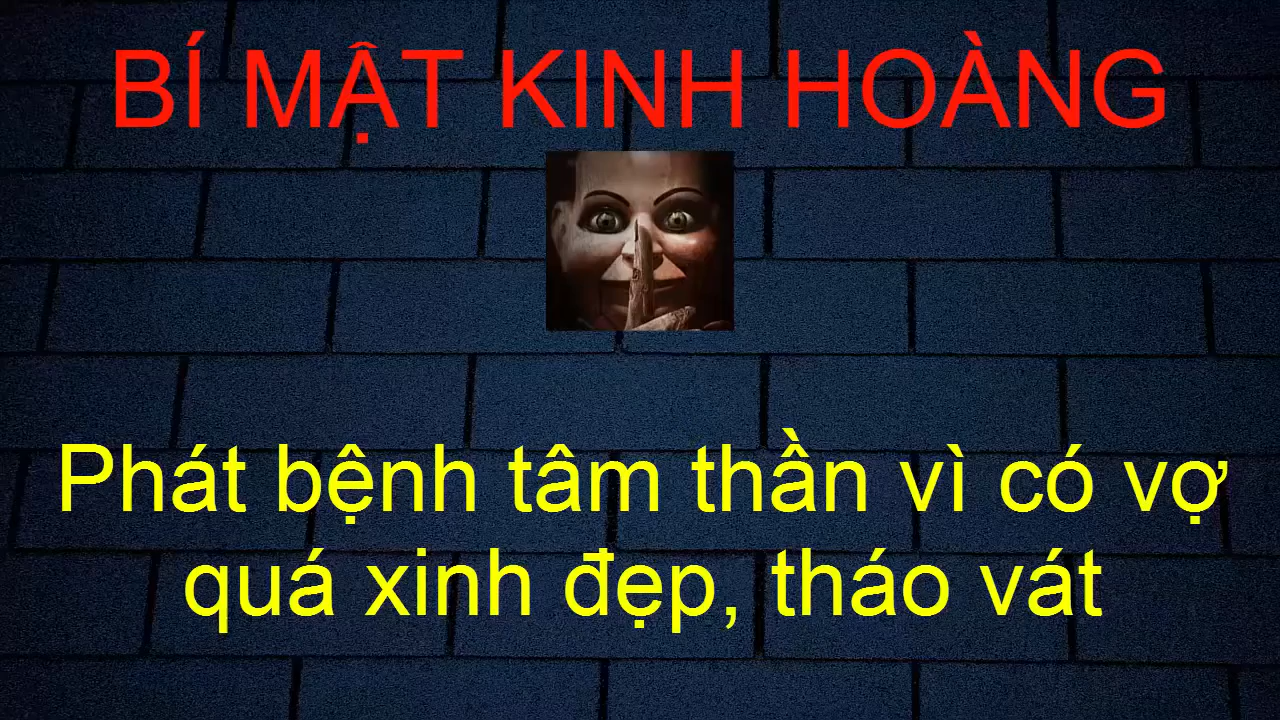 BÍ MẬT KINH HOÀNG
Phát bệnh tâm thần vì có vợ
quá xinh đẹp, tháo vát